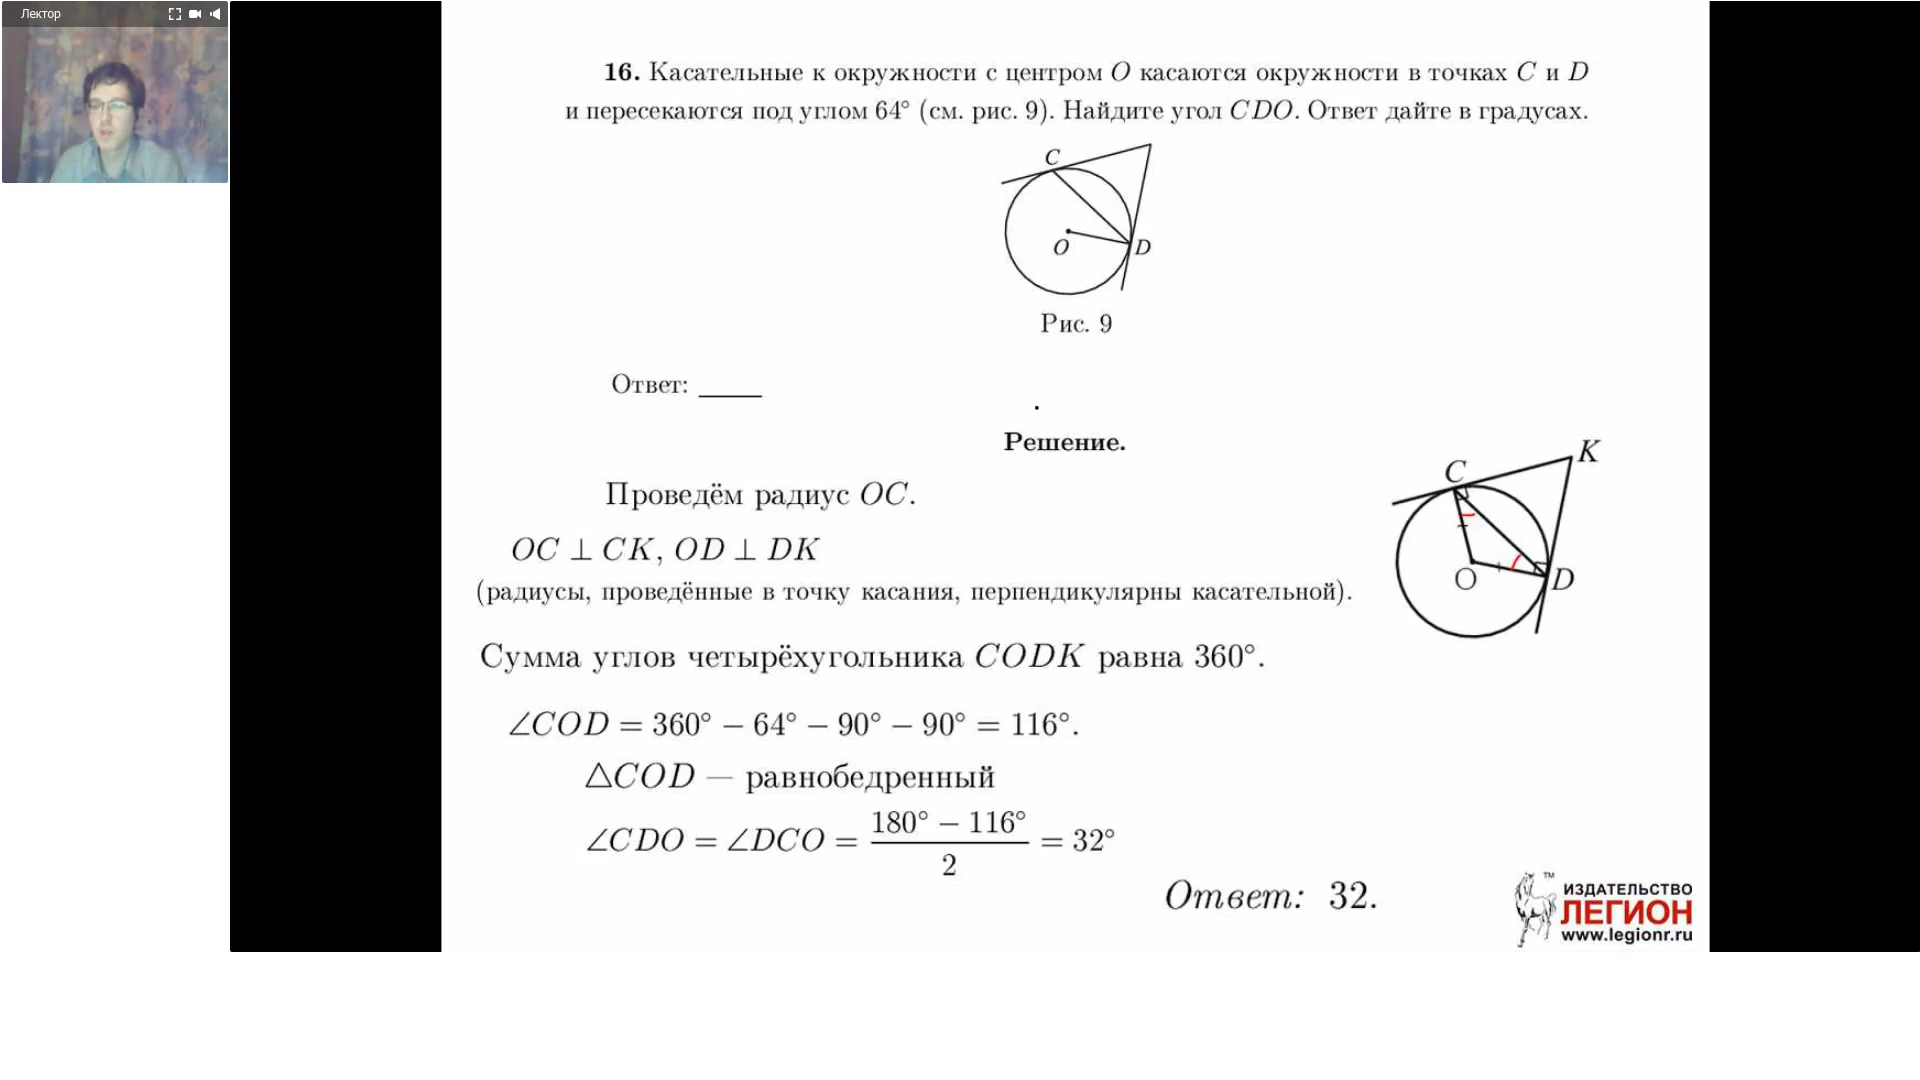 Лектор
16. Касательные к окружности с центром O касаются окружности в точках C и D
и пересекаются под углом 64° (см. рис. 9). Найдите угол CDO. Ответ дайте в градусах.
C
O
D
Рис. 9
Ответ: _____
Решение.
K
C
O
D
Проведём радиус OC.
OC ⊥ CK, OD ⊥ DK
(радиусы, проведённые в точку касания, перпендикулярны касательной).
Сумма углов четырёхугольника CODK равна 360°.
∠COD = 360° − 64° − 90° − 90° = 116°.
△COD — равнобедренный
∠CDO = ∠DCO = (180° − 116°)/2 = 32°
Ответ: 32.
TM
ИЗДАТЕЛЬСТВО
ЛЕГИОН
www.legionr.ru